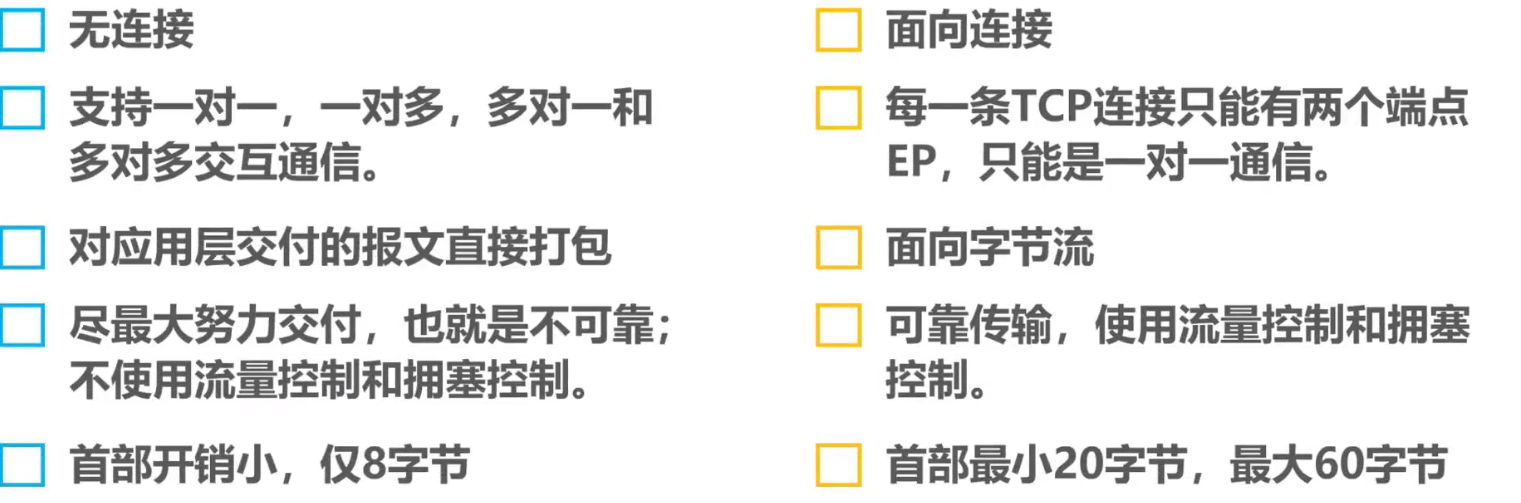 无连接
支持一对一，一对多，多对一和
多对多交互通信。
对应用层交付的报文直接打包
尽最大努力交付，也就是不可靠；
不使用流量控制和拥塞控制。
首部开销小，仅8字节
面向连接
每一条TCP连接只能有两个端点
EP，只能是一对一通信。
面向字节流
可靠传输，使用流量控制和拥塞
控制。
首部最小20字节，最大60字节